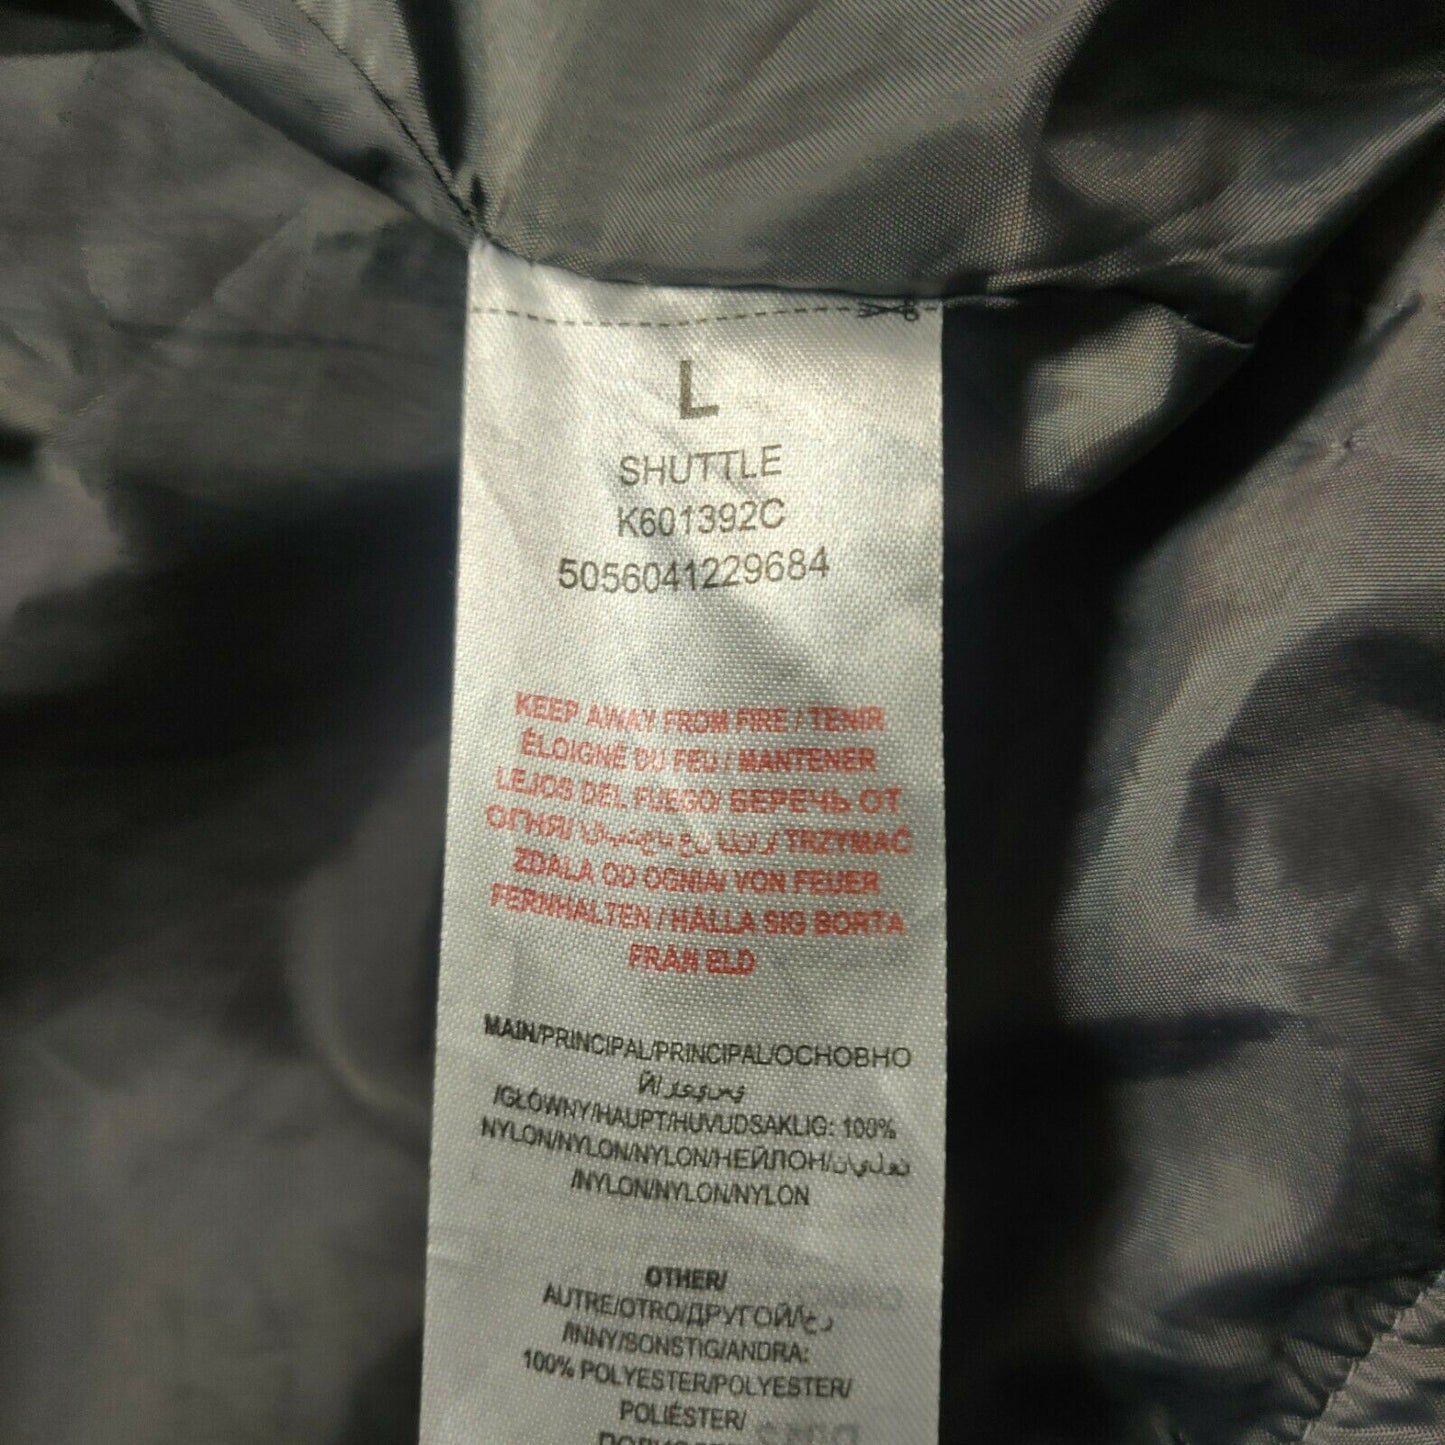 L
SHUTTLE
K601392C
5056041229684
KEEP AWAY FROM FIRE / TENIR
ÉLOIGNÉ DU FEU / MANTENER
LEJOS DEL FUEGO/ БЕРЕЧЬ ОТ
ОГНЯ/ / TRZYMAĆ
ZDALA OD OGNIA/ VON FEUER
FERNHALTEN / HÅLLA SIG BORTA
FRÅN ELD
MAIN/PRINCIPAL/PRINCIPAL/ОСНОВНО
Й/
/GŁÓWNY/HAUPT/HUVUDSAKLIG: 100%
NYLON/NYLON/NYLON/НЕЙЛОН/
/NYLON/NYLON/NYLON
OTHER/
AUTRE/OTRO/ДРУГОЙ/
/INNY/SONSTIG/ANDRA:
100% POLYESTER/POLYESTER/
POLIÉSTER/